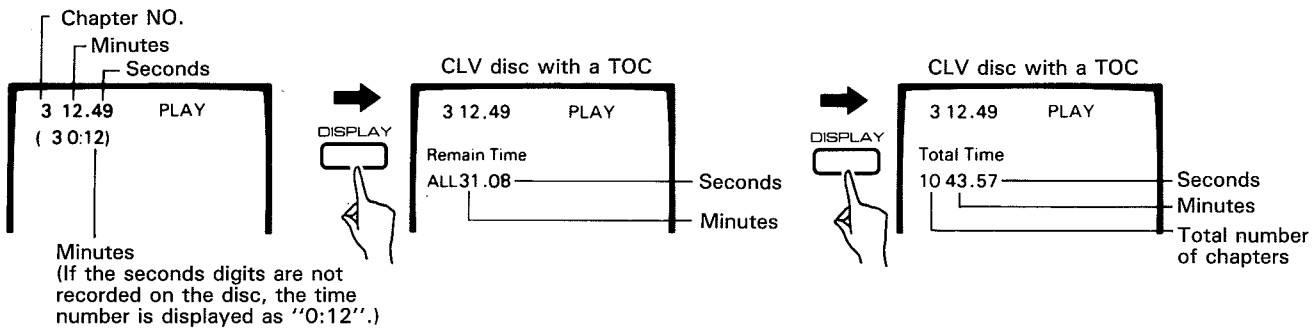 Chapter NO.
Minutes
Seconds
3 12.49 PLAY
( 3 0:12)
Minutes
(If the seconds digits are not
recorded on the disc, the time
number is displayed as "0:12".)
DISPLAY
CLV disc with a TOC
3 12.49 PLAY
Remain Time
ALL31.08
Seconds
Minutes
DISPLAY
CLV disc with a TOC
3 12.49 PLAY
Total Time
10 43.57
Seconds
Minutes
Total number
of chapters